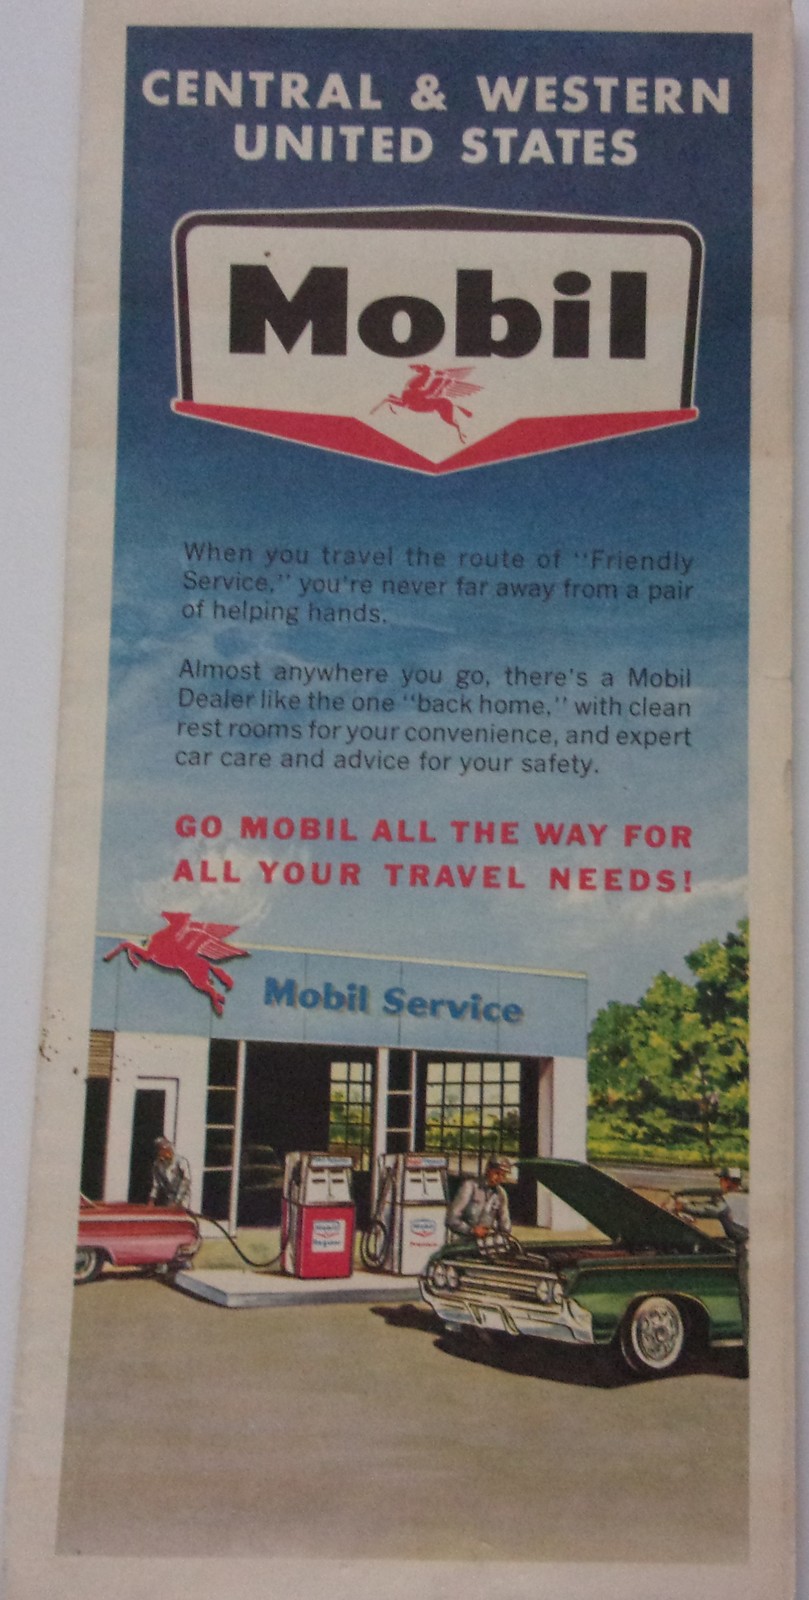 CENTRAL & WESTERN
UNITED STATES
Mobil
When you travel the route of "Friendly
Service," you're never far away from a pair
of helping hands.
Almost anywhere you go, there's a Mobil
Dealer like the one "back home," with clean
rest rooms for your convenience, and expert
car care and advice for your safety.
GO MOBIL ALL THE WAY FOR
ALL YOUR TRAVEL NEEDS!
Mobil Service
Mobil
Mobil